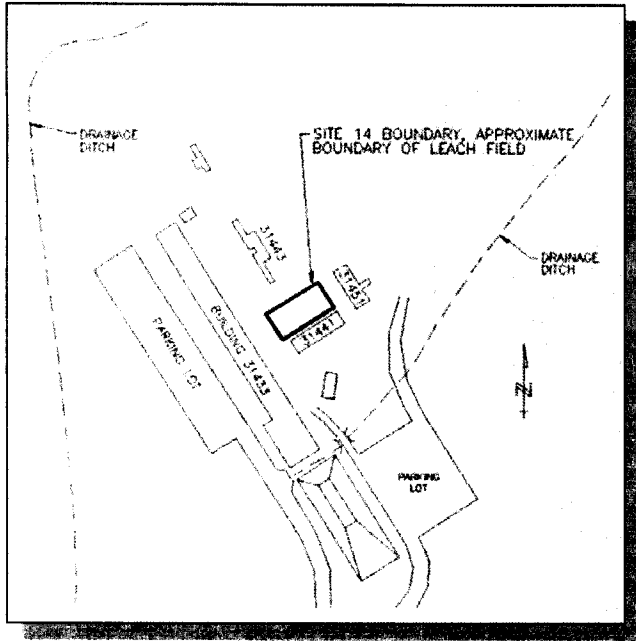 DRAINAGE
DITCH
SITE 14 BOUNDARY, APPROXIMATE
BOUNDARY OF LEACH FIELD
31443
DRAINAGE
DITCH
31451
31441
BUILDING 31433
PARKING LOT
N
PARKING
LOT